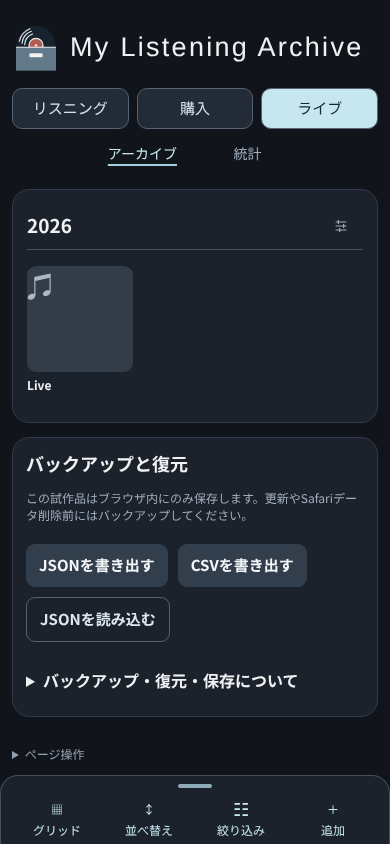 My Listening Archive
リスニング
購入
ライブ
アーカイブ
統計
2026
Live
バックアップと復元
この試作品はブラウザ内にのみ保存します。更新やSafariデー
タ削除前にはバックアップしてください。
JSONを書き出す
CSVを書き出す
JSONを読み込む
バックアップ・復元・保存について
ページ操作
グリッド
並べ替え
絞り込み
追加